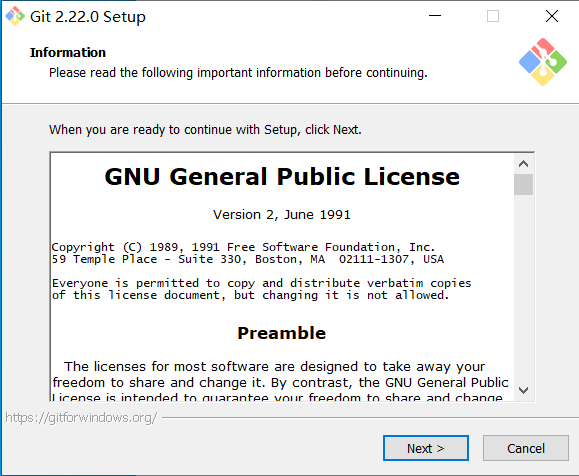 Git 2.22.0 Setup
Information
Please read the following important information before continuing.
When you are ready to continue with Setup, click Next.
GNU General Public License
Version 2, June 1991
Copyright (C) 1989, 1991 Free Software Foundation, Inc.
59 Temple Place - Suite 330, Boston, MA  02111-1307, USA
Everyone is permitted to copy and distribute verbatim copies
of this license document, but changing it is not allowed.
Preamble
The licenses for most software are designed to take away your
freedom to share and change it. By contrast, the GNU General Public
License is intended to guarantee your freedom to share and change
https://gitforwindows.org/
Next >
Cancel